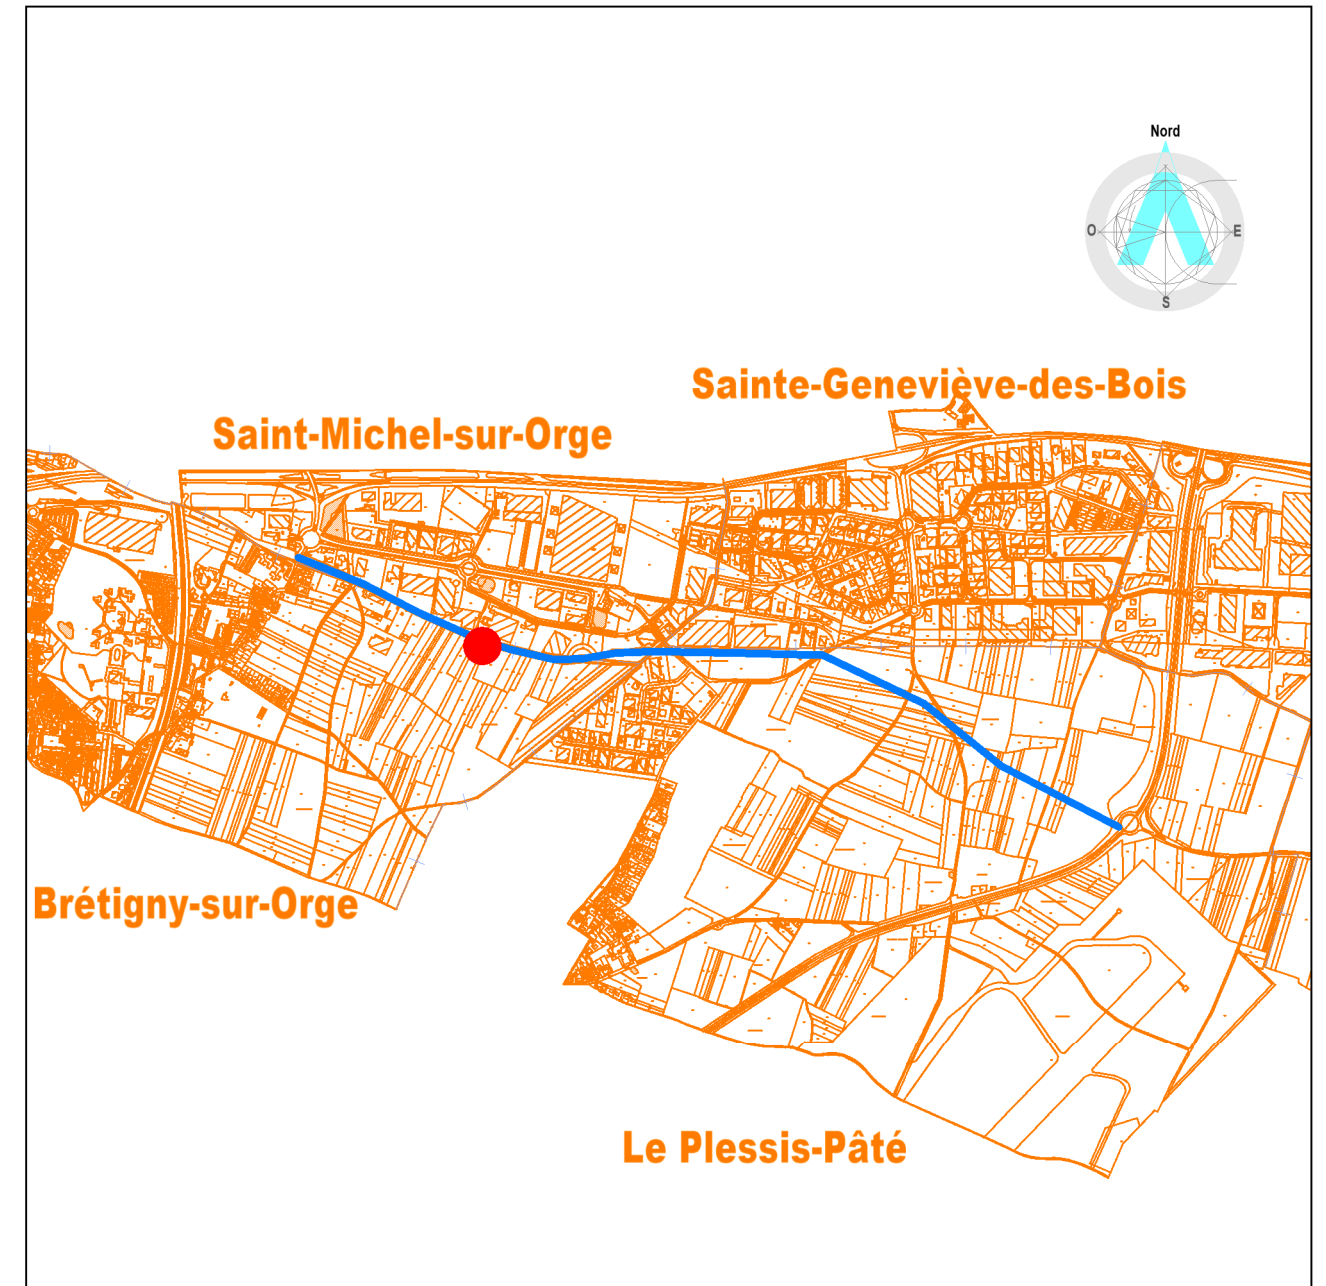 Nord
O
E
S
Sainte-Geneviève-des-Bois
Saint-Michel-sur-Orge
Brétigny-sur-Orge
Le Plessis-Pâté